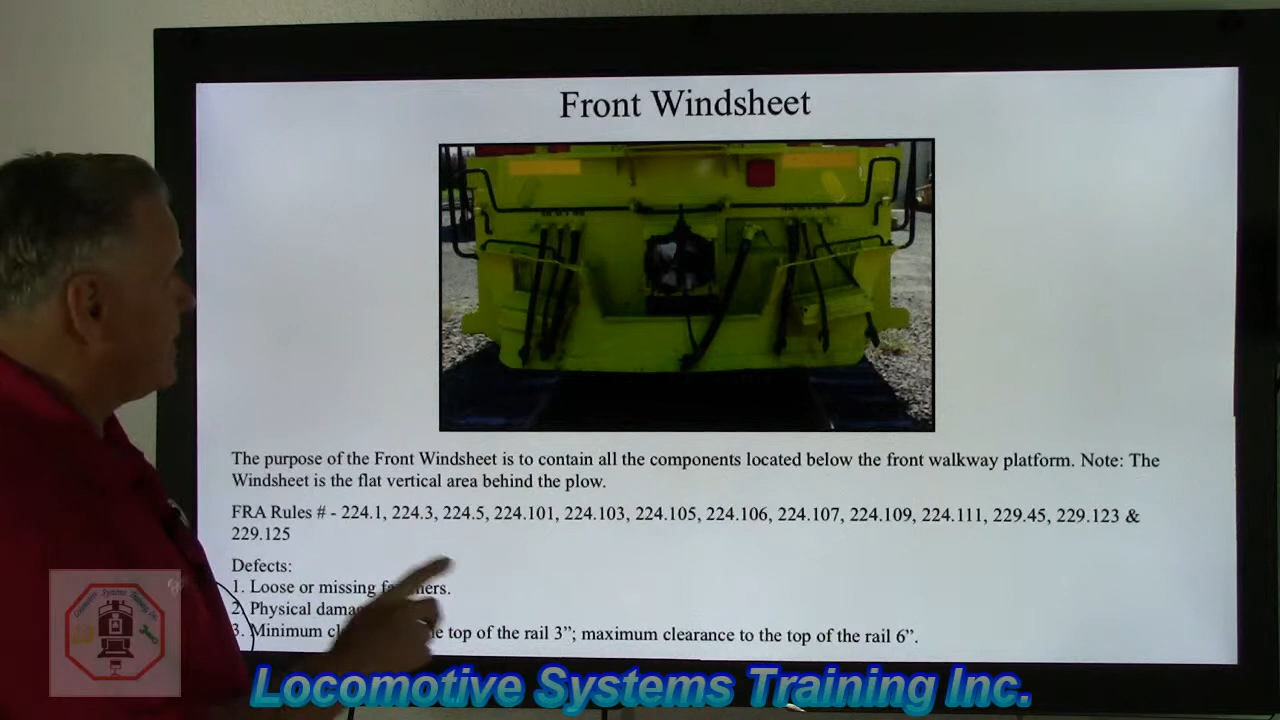 Front Windsheet
The purpose of the Front Windsheet is to contain all the components located below the front walkway platform. Note: The
Windsheet is the flat vertical area behind the plow.
FRA Rules # - 224.1, 224.3, 224.5, 224.101, 224.103, 224.105, 224.106, 224.107, 224.109, 224.111, 229.45, 229.123 &
229.125
Defects:
1. Loose or missing
2. Physical
3. Minimum top of the rail 3”; maximum clearance to the top of the rail 6”.
Locomotive Systems Training Inc.
Locomotive Systems Training Inc.